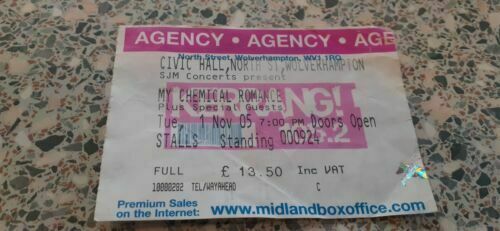 AGENCY • AGENCY • AGE
North Street, Wolverhampton, WV1 1RQ
CIVIC HALL,NORTH ST,WOLVERHAMPTON
SJM Concerts present
MY CHEMICAL ROMANCE
Plus Special Guests
Tue, 1 Nov 05 7:00 PM Doors Open
STALLS Standing 000924
FULL £ 13.50 Inc VAT
10000282 TEL/WAYAHEAD C
Premium Sales
on the Internet: www.midlandboxoffice.com